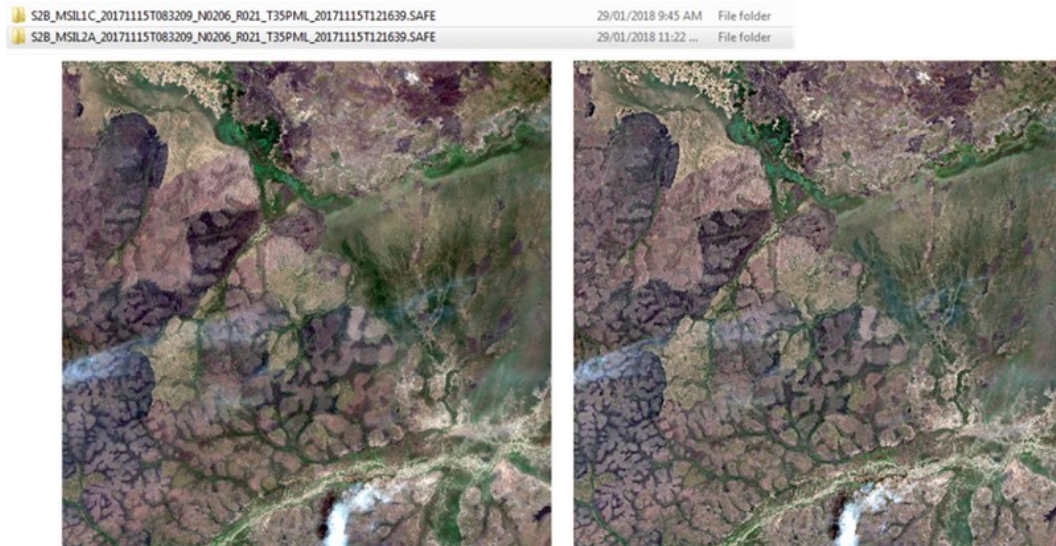 S2B_MSIL1C_20171115T083209_N0206_R021_T35PML_20171115T121639.SAFE 29/01/2018 9:45 AM File folder
S2B_MSIL2A_20171115T083209_N0206_R021_T35PML_20171115T121639.SAFE 29/01/2018 11:22 ... File folder